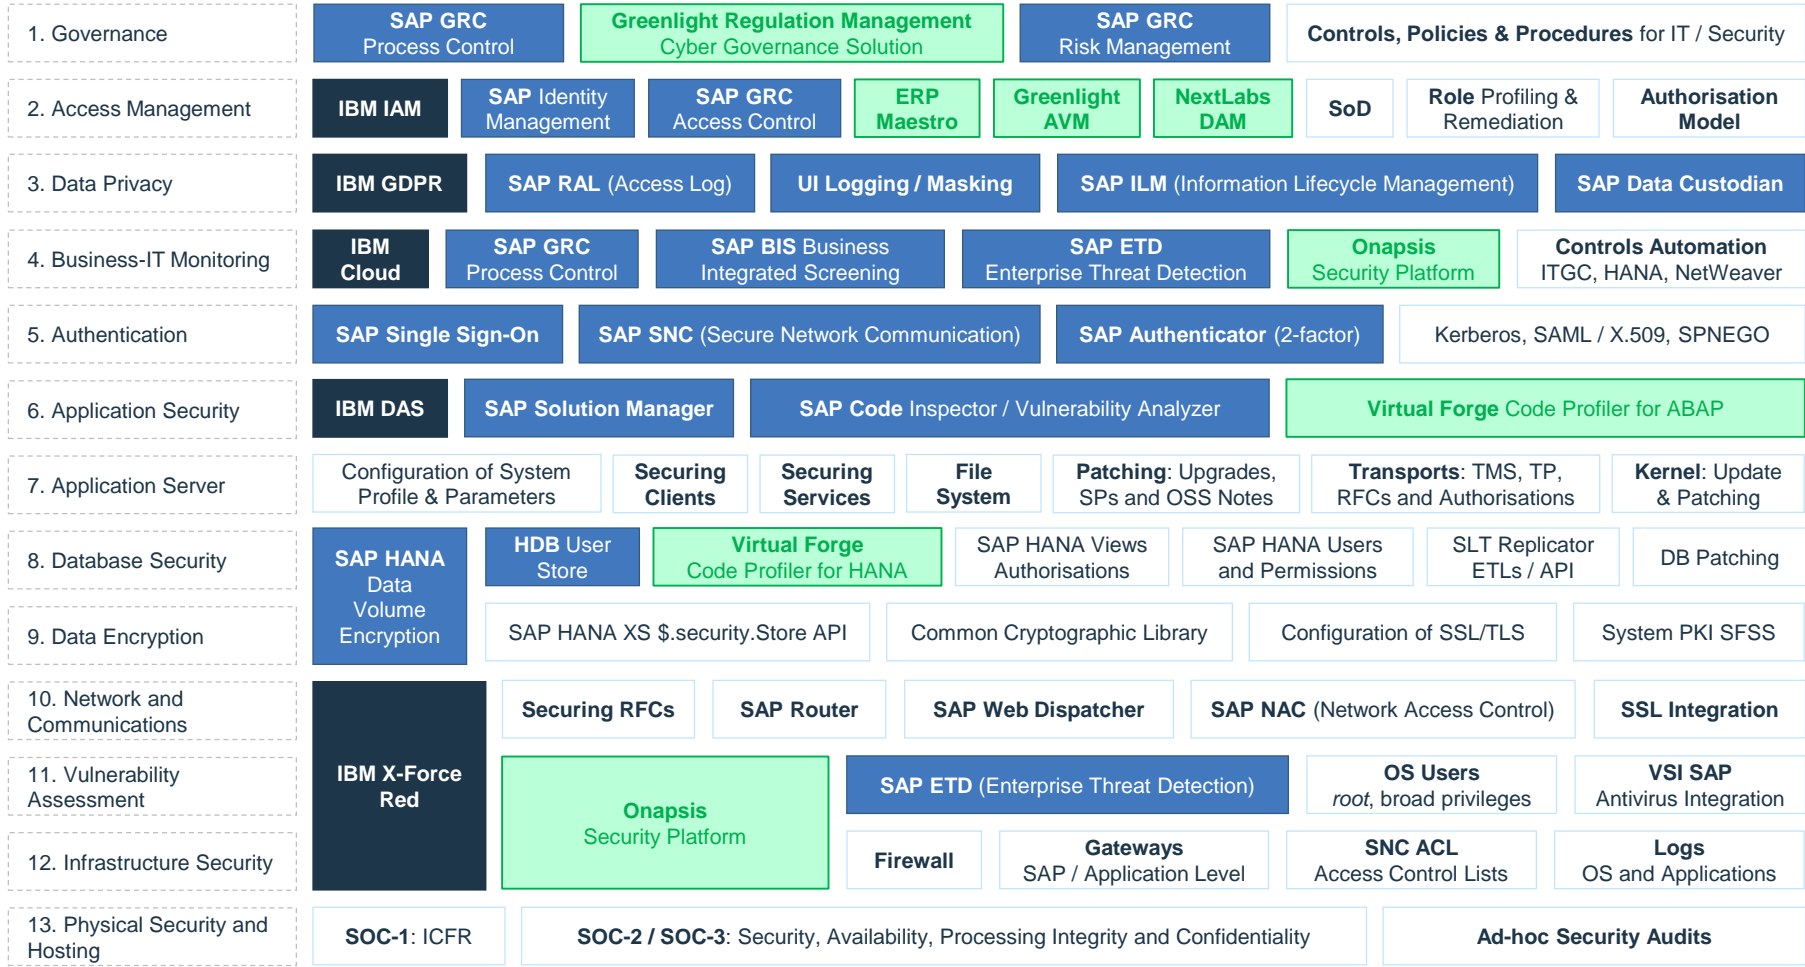 1. Governance
SAP GRC
Process Control
Greenlight Regulation Management
Cyber Governance Solution
SAP GRC
Risk Management
Controls, Policies & Procedures for IT / Security
2. Access Management
IBM IAM
SAP Identity
Management
SAP GRC
Access Control
ERP
Maestro
Greenlight
AVM
NextLabs
DAM
SoD
Role Profiling &
Remediation
Authorisation
Model
3. Data Privacy
IBM GDPR
SAP RAL (Access Log)
UI Logging / Masking
SAP ILM (Information Lifecycle Management)
SAP Data Custodian
4. Business-IT Monitoring
IBM
Cloud
SAP GRC
Process Control
SAP BIS Business
Integrated Screening
SAP ETD
Enterprise Threat Detection
Onapsis
Security Platform
Controls Automation
ITGC, HANA, NetWeaver
5. Authentication
SAP Single Sign-On
SAP SNC (Secure Network Communication)
SAP Authenticator (2-factor)
Kerberos, SAML / X.509, SPNEGO
6. Application Security
IBM DAS
SAP Solution Manager
SAP Code Inspector / Vulnerability Analyzer
Virtual Forge Code Profiler for ABAP
7. Application Server
Configuration of System
Profile & Parameters
Securing
Clients
Securing
Services
File
System
Patching: Upgrades,
SPs and OSS Notes
Transports: TMS, TP,
RFCs and Authorisations
Kernel: Update
& Patching
8. Database Security
SAP HANA
Data
Volume
Encryption
HDB User
Store
Virtual Forge
Code Profiler for HANA
SAP HANA Views
Authorisations
SAP HANA Users
and Permissions
SLT Replicator
ETLs / API
DB Patching
9. Data Encryption
SAP HANA XS $.security.Store API
Common Cryptographic Library
Configuration of SSL/TLS
System PKI SFSS
10. Network and
Communications
IBM X-Force
Red
Securing RFCs
SAP Router
SAP Web Dispatcher
SAP NAC (Network Access Control)
SSL Integration
11. Vulnerability
Assessment
Onapsis
Security Platform
SAP ETD (Enterprise Threat Detection)
OS Users
root, broad privileges
VSI SAP
Antivirus Integration
12. Infrastructure Security
Firewall
Gateways
SAP / Application Level
SNC ACL
Access Control Lists
Logs
OS and Applications
13. Physical Security and
Hosting
SOC-1: ICFR
SOC-2 / SOC-3: Security, Availability, Processing Integrity and Confidentiality
Ad-hoc Security Audits